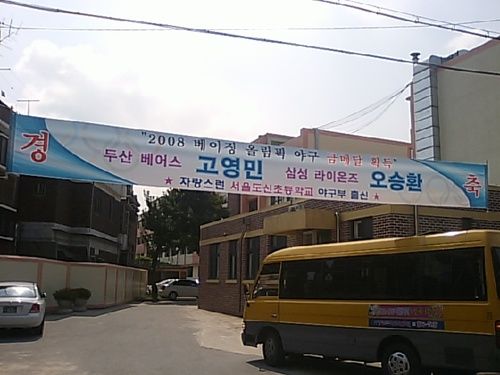 경 축
"2008 베이징 올림픽 야구 금메달 획득"
두산 베어스 고영민 삼성 라이온즈 오승환
★ 자랑스런 서울도신초등학교 야구부 출신 ★